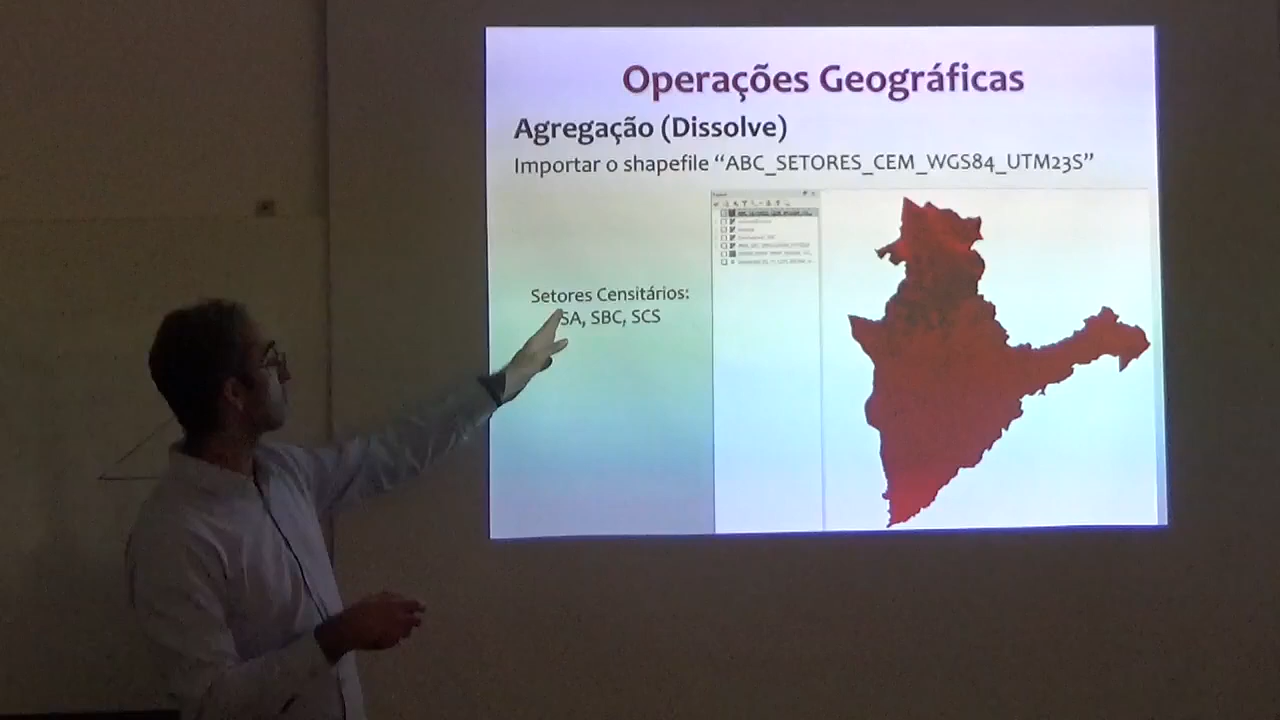 Operações Geográficas
Agregação (Dissolve)
Importar o shapefile “ABC_SETORES_CEM_WGS84_UTM23S”
Setores Censitários:
SA, SBC, SCS